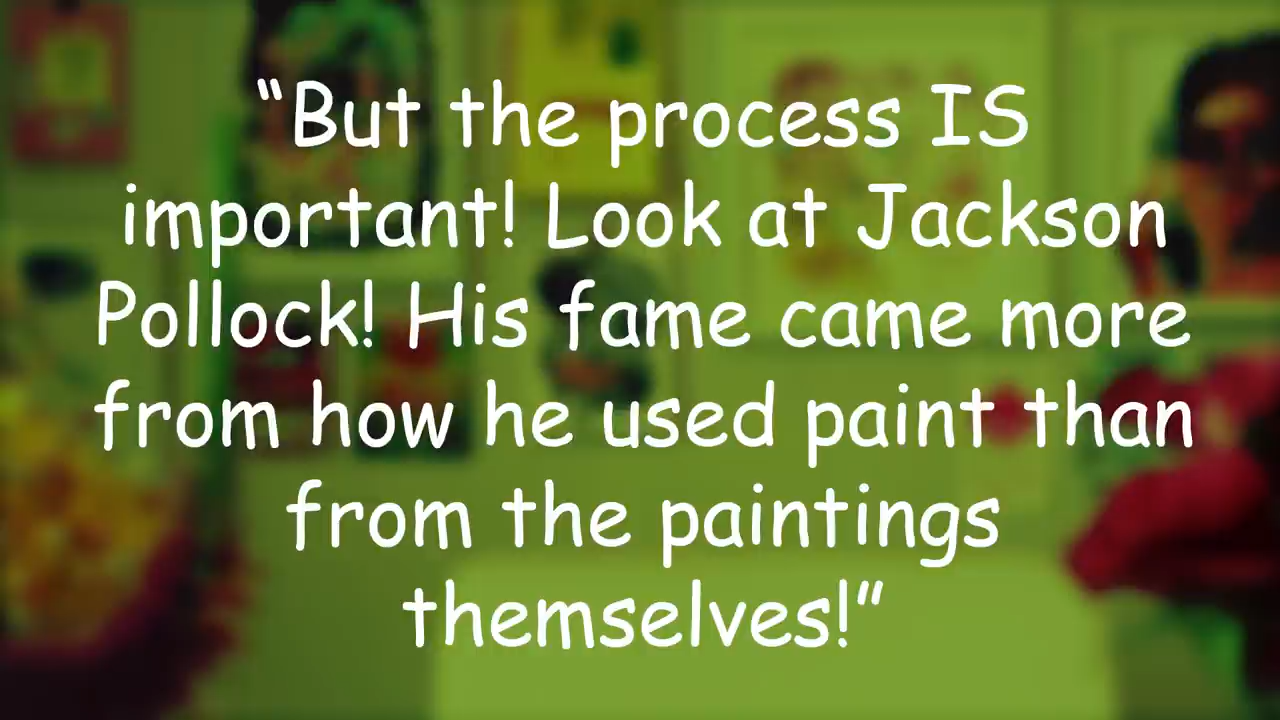 “But the process IS
important! Look at Jackson
Pollock! His fame came more
from how he used paint than
from the paintings
themselves!”